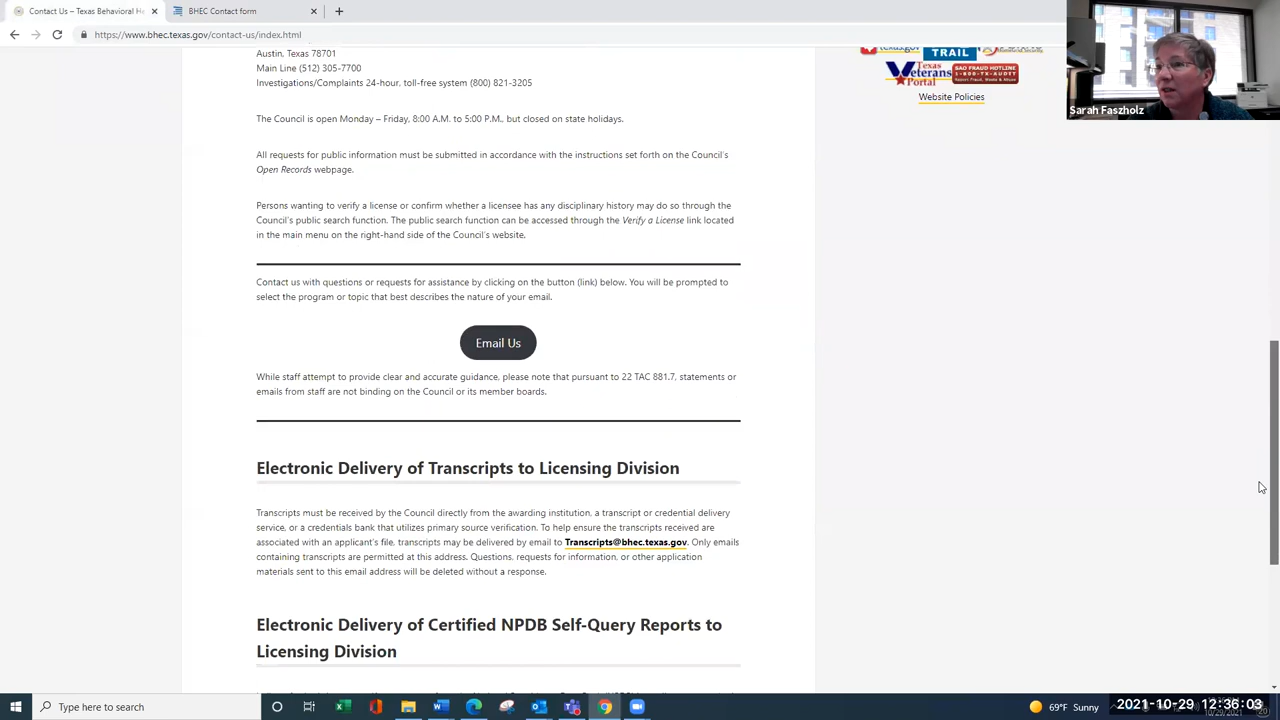 Contact Us – Texas Behavioral He
BHEC Contact form
https://www.bhec.texas.gov/contact-us/index.html
Austin, Texas 78701
Main Line (512) 305-7700
Investigations/Complaints 24-hour, toll-free system (800) 821-3205
The Council is open Monday-Friday, 8:00 A.M. to 5:00 P.M., but closed on state holidays.
All requests for public information must be submitted in accordance with the instructions set forth on the Council's
Open Records webpage.
Persons wanting to verify a license or confirm whether a licensee has any disciplinary history may do so through the
Council's public search function. The public search function can be accessed through the Verify a License link located
in the main menu on the right-hand side of the Council's website.
Contact us with questions or requests for assistance by clicking on the button (link) below. You will be prompted to
select the program or topic that best describes the nature of your email.
Email Us
While staff attempt to provide clear and accurate guidance, please note that pursuant to 22 TAC 881.7, statements or
emails from staff are not binding on the Council or its member boards.
Electronic Delivery of Transcripts to Licensing Division
Transcripts must be received by the Council directly from the awarding institution, a transcript or credential delivery
service, or a credentials bank that utilizes primary source verification. To help ensure the transcripts received are
associated with an applicant's file, transcripts may be delivered by email to Transcripts@bhec.texas.gov. Only emails
containing transcripts are permitted at this address. Questions, requests for information, or other application
materials sent to this email address will be deleted without a response.
Electronic Delivery of Certified NPDB Self-Query Reports to
Licensing Division
texas.gov
TRAIL
Texas
Veterans
Portal
SAO FRAUD HOTLINE
1-800-TX-AUDIT
Website Policies
Sarah Faszholz
Type here to search
69°F Sunny
2021-10-29 12:36:03